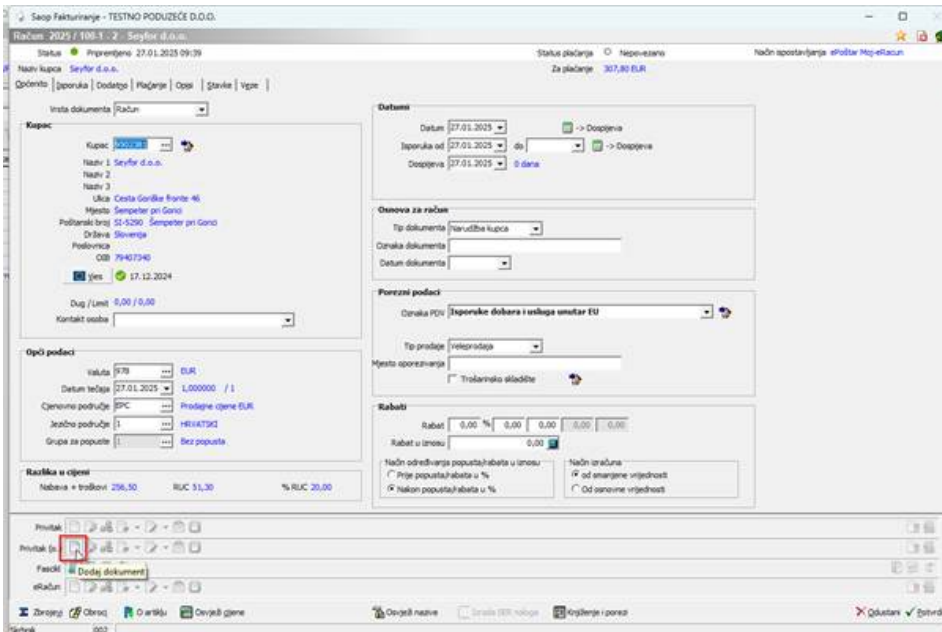 Saop Fakturiranje - TESTNO PODUZEĆE D.O.O.
Račun 2025 / 100-1 - 2 - Seyfor d.o.o.
Status Pripremljeno 27.01.2025 09:39 Status plaćanja Nepovezano Način ispostavljanja ePoštar Moj-eRacun
Naziv kupca Seyfor d.o.o. Za plaćanje 307,80 EUR
Općenito Isporuka Dodatno Plaćanje Opisi Stavke Veze
Vrsta dokumenta Račun
Kupac
Kupac
Naziv 1 Seyfor d.o.o.
Naziv 2
Naziv 3
Ulica Cesta Goriške fronte 46
Mjesto Šempeter pri Gorici
Poštanski broj SI-5290 Šempeter pri Gorici
Država Slovenija
Poslovnica
OIB 79407340
Vies 17.12.2024
Dug / Limit 0,00 / 0,00
Kontakt osoba
Datumi
Datum 27.01.2025 -> Dospijeva
Isporuka od 27.01.2025 do -> Dospijeva
Dospijeva 27.01.2025 0 dana
Osnova za račun
Tip dokumenta Narudžba kupca
Oznaka dokumenta
Datum dokumenta
Porezni podaci
Oznaka PDV Isporuke dobara i usluga unutar EU
Tip prodaje Veleprodaja
Mjesto oporezivanja
Trošarinsko skladište
Opći podaci
Valuta 978 EUR
Datum tečaja 27.01.2025 1,000000 / 1
Cjenovno područje EPC Prodajne cijene EUR
Jezično područje 1 HRVATSKI
Grupa za popuste 1 Bez popusta
Rabati
Rabat 0,00 % 0,00 0,00 0,00 0,00
Rabat u iznosu 0,00
Način određivanja popusta/rabata u iznosu
Prije popusta/rabata u %
Nakon popusta/rabata u %
Način izračuna
od smanjene vrijednosti
Od osnovne vrijednosti
Razlika u cijeni
Nabava + troškovi 256,50 RUC 51,30 % RUC 20,00
Privitak
Privitak (e.
Fascikl
Dodaj dokument
eRačun
Zbrojevi Obroci O artiklu Osvježi cijene Osvježi nazive Izrada DER naloga Knjiženje i porezi Odustani Potvrdi
Skrbnik 002